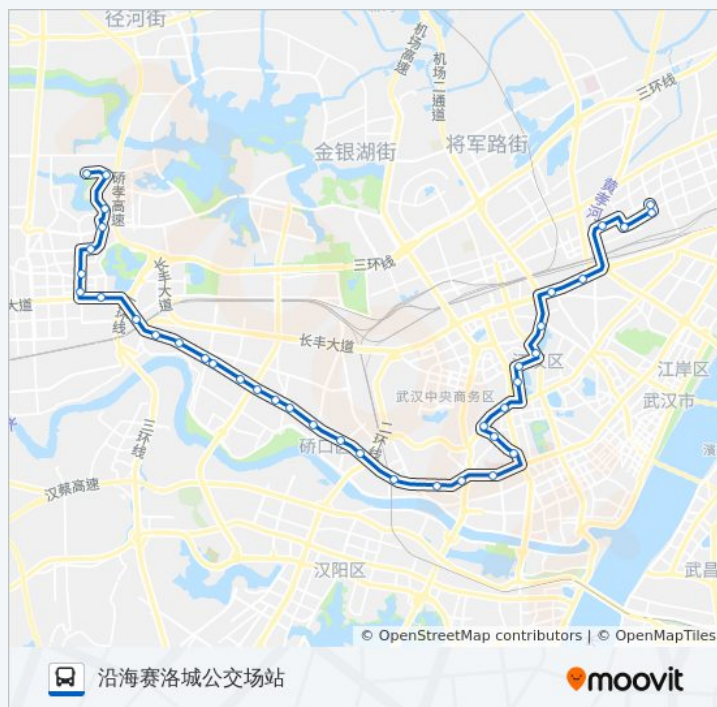 径河街
机场高速
机场二通道
三环线
将军路街
金银湖街
黄孝河
硚孝高速
三环线
长丰大道
大道
三环线
长丰大道
江岸区
武汉中央商务区
武汉市
三环线
硚口区
二环线
汉蔡高速
汉阳区
武昌
© OpenStreetMap contributors | © OpenMapTiles
沿海赛洛城公交场站
moovit